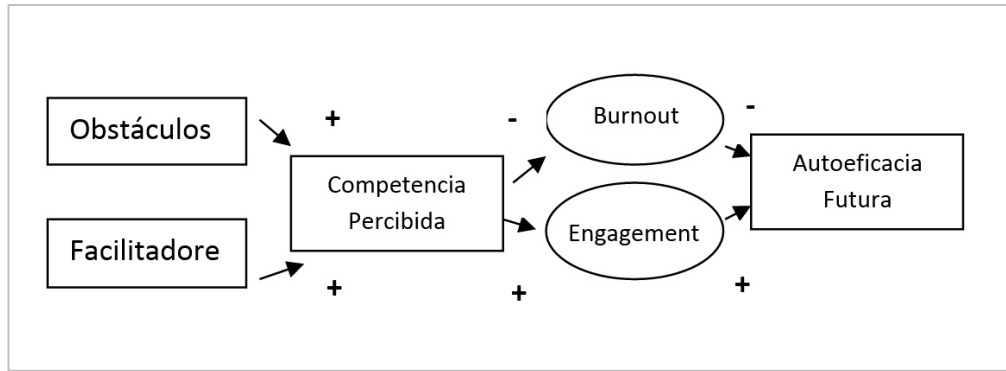 Obstáculos
Facilitadore
+
+
Competencia
Percibida
-
+
Burnout
Engagement
-
+
Autoeficacia
Futura